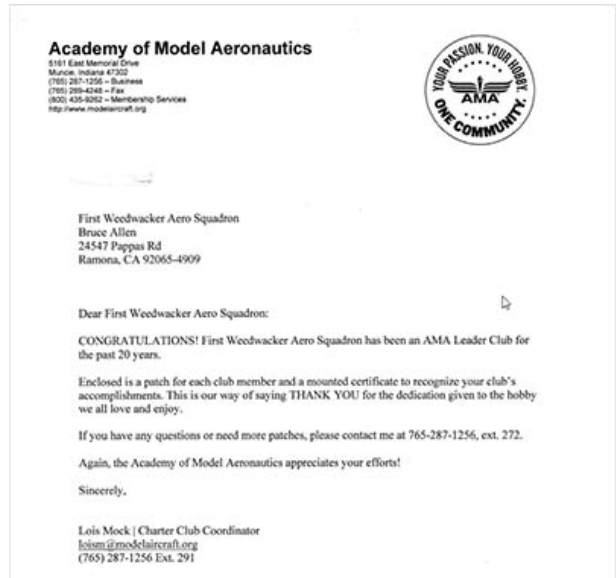 Academy of Model Aeronautics
5161 East Memorial Drive
Muncie, Indiana 47302
(765) 287-1256 – Business
(765) 289-4248 – Fax
(800) 435-9262 – Membership Services
http://www.modelaircraft.org
YOUR PASSION. YOUR HOBBY.
AMA
ONE COMMUNITY.
First Weedwacker Aero Squadron
Bruce Allen
24547 Pappas Rd
Ramona, CA 92065-4909
Dear First Weedwacker Aero Squadron:
CONGRATULATIONS! First Weedwacker Aero Squadron has been an AMA Leader Club for
the past 20 years.
Enclosed is a patch for each club member and a mounted certificate to recognize your club's
accomplishments. This is our way of saying THANK YOU for the dedication given to the hobby
we all love and enjoy.
If you have any questions or need more patches, please contact me at 765-287-1256, ext. 272.
Again, the Academy of Model Aeronautics appreciates your efforts!
Sincerely,
Lois Mock | Charter Club Coordinator
loism@modelaircraft.org
(765) 287-1256 Ext. 291